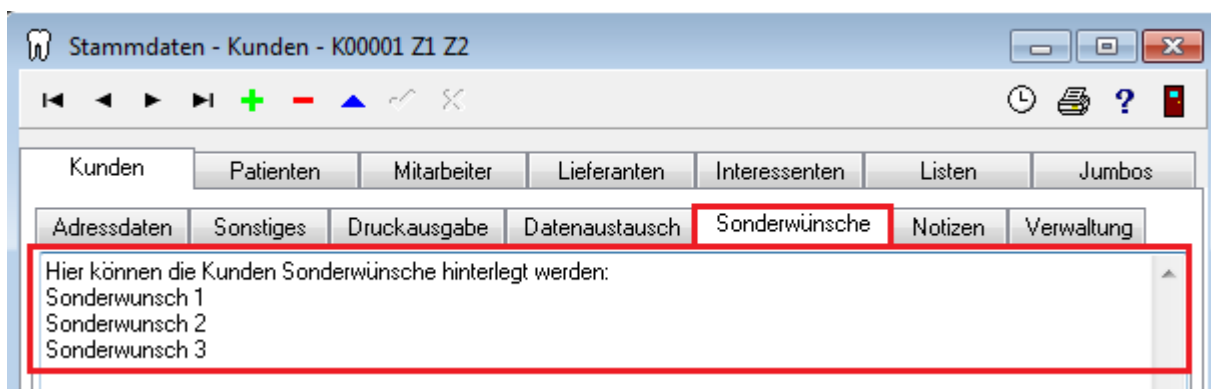 Stammdaten - Kunden - K00001 Z1 Z2
Kunden Patienten Mitarbeiter Lieferanten Interessenten Listen Jumbos
Adressdaten Sonstiges Druckausgabe Datenaustausch Sonderwünsche Notizen Verwaltung
Hier können die Kunden Sonderwünsche hinterlegt werden:
Sonderwunsch 1
Sonderwunsch 2
Sonderwunsch 3